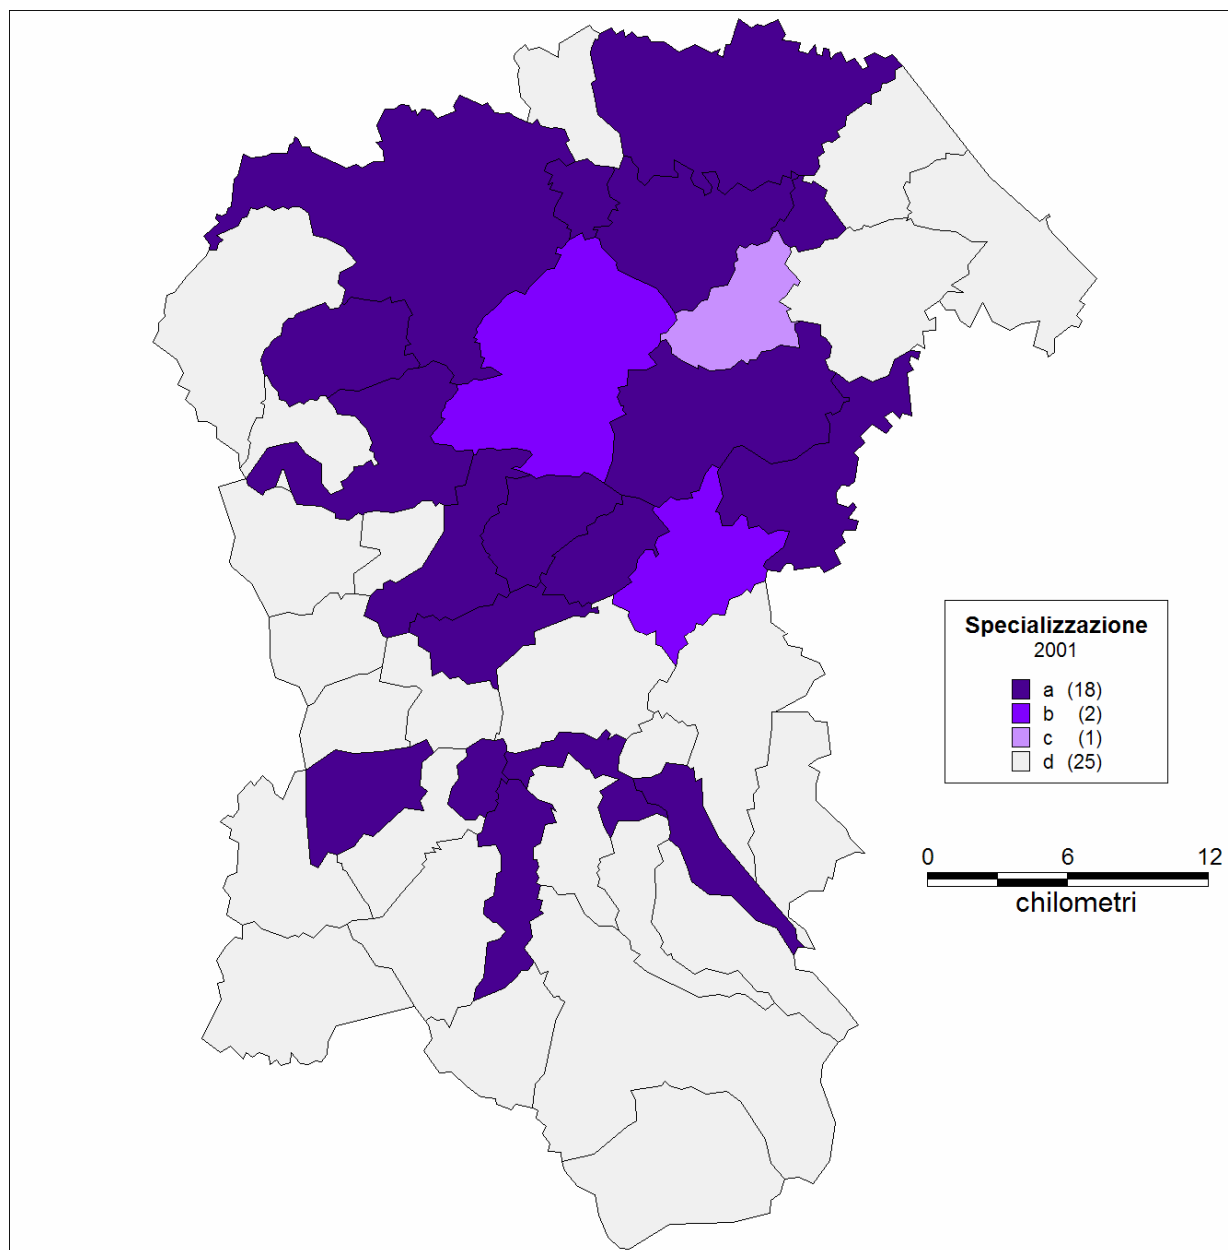 Specializzazione
2001
a (18)
b (2)
c (1)
d (25)
0 6 12
chilometri